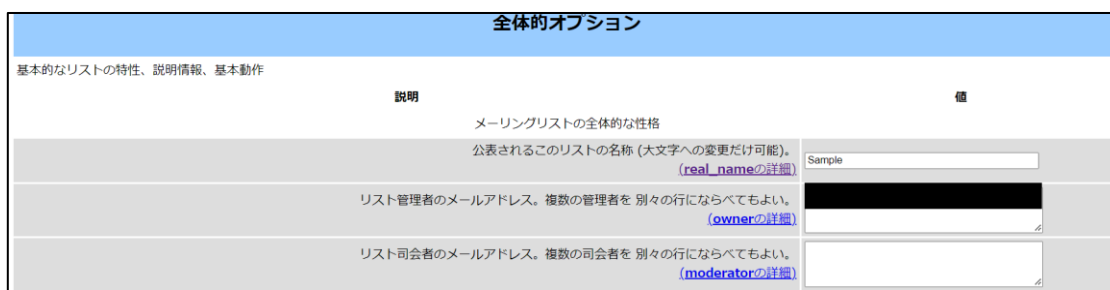 全体的オプション
基本的なリストの特性、説明情報、基本動作
説明 値
メーリングリストの全体的な性格
公表されるこのリストの名称 (大文字への変更だけ可能)。
(real_nameの詳細)
Sample
リスト管理者のメールアドレス。複数の管理者を 別々の行にならべてもよい。
(ownerの詳細)
リスト司会者のメールアドレス。複数の司会者を 別々の行にならべてもよい。
(moderatorの詳細)